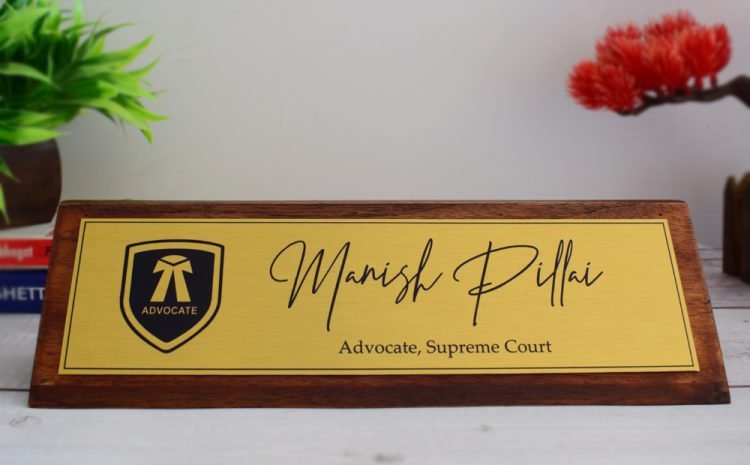 Manish Pillai
ADVOCATE
Advocate, Supreme Court